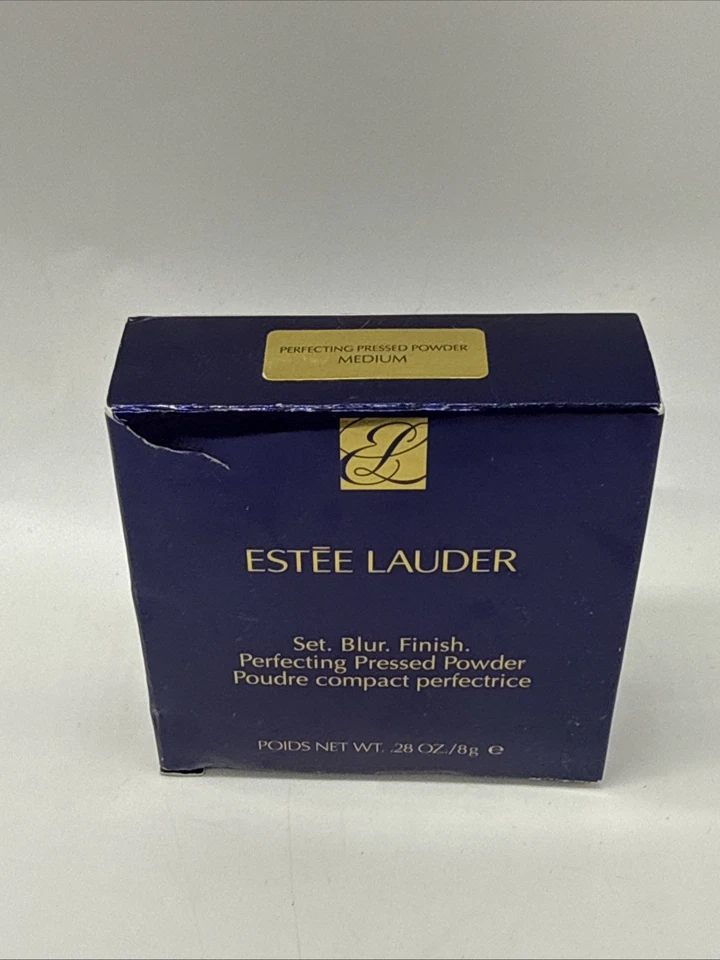 PERFECTING PRESSED POWDER
MEDIUM
EL
ESTĒE LAUDER
Set. Blur. Finish.
Perfecting Pressed Powder
Poudre compact perfectrice
POIDS NET WT. .28 OZ./8g e